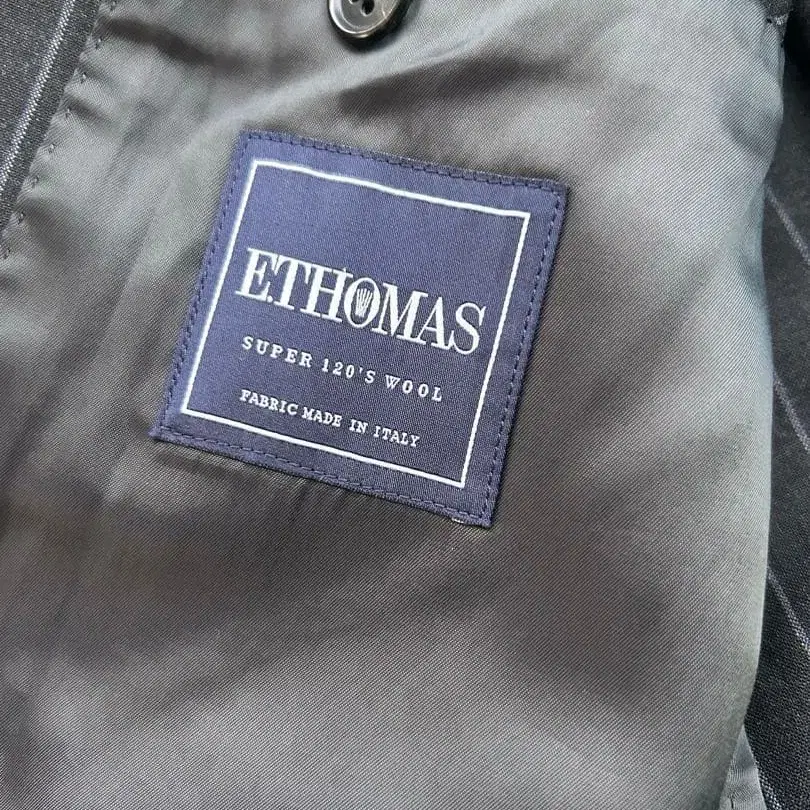 E.THOMAS
SUPER 120'S WOOL
FABRIC MADE IN ITALY